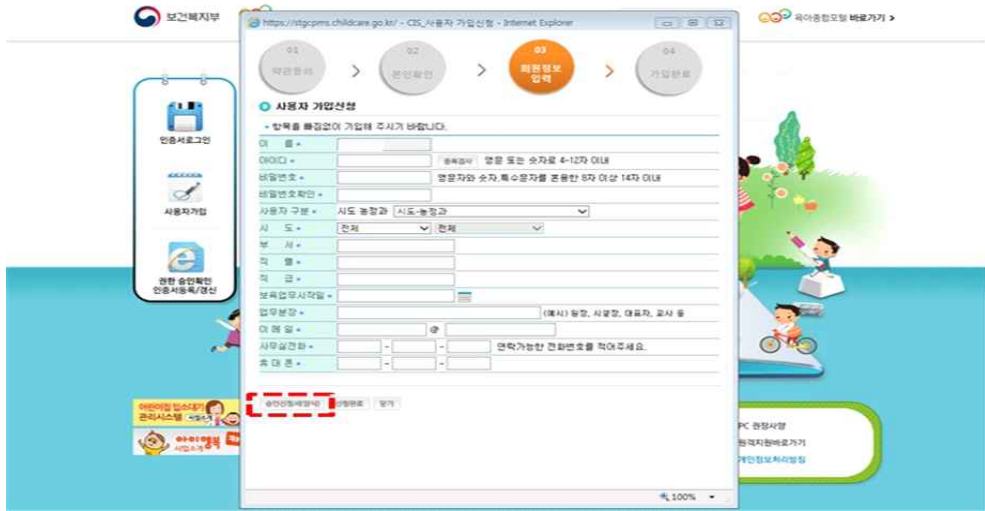 보건복지부
육아종합포털 바로가기 >
https://stgcpms.childcare.go.kr/ - CIS_사용자 가입신청 - Internet Explorer
01
약관동의
02
본인확인
03
회원정보
입력
04
가입완료
사용자 가입신청
항목을 빠짐없이 기입해 주시기 바랍니다.
이 름
아이디 중복검사 영문 또는 숫자로 4-12자 이내
비밀번호 영문자와 숫자,특수문자를 혼용한 8자 이상 14자 이내
비밀번호확인
사용자 구분 시도 농정과 시도-농정과
시 도 전체 전체
부 서
직 렬
직 급
보육업무시작일
업무분장 (예시) 원장, 시설장, 대표자, 교사 등
이 메 일 @
사무실전화 - - 연락가능한 전화번호를 적어주세요.
휴 대 폰 - -
신청완료 닫기
100%
인증서로그인
사용자가입
권한 승인확인
인증서등록/갱신
어린이집 입소대기
관리시스템 사업소개
아이행복
사업소개
PC 권장사양
원격지원바로가기
개인정보처리방침